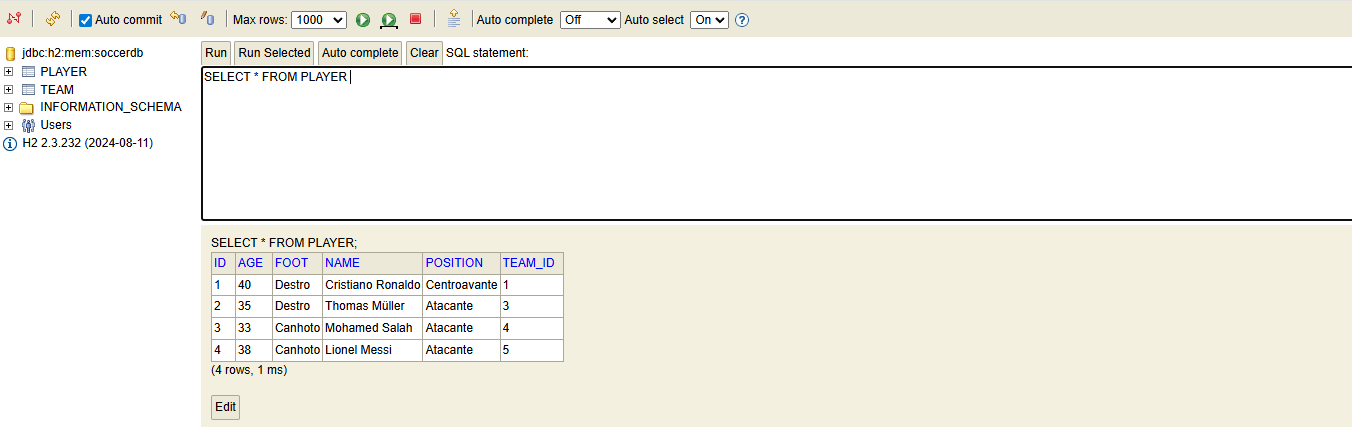 Auto commit Max rows: 1000 Auto complete Off Auto select On ?
jdbc:h2:mem:soccerdb
PLAYER
TEAM
INFORMATION_SCHEMA
Users
H2 2.3.232 (2024-08-11)
Run Run Selected Auto complete Clear SQL statement:
SELECT * FROM PLAYER
SELECT * FROM PLAYER;
ID AGE FOOT NAME POSITION TEAM_ID
1 40 Destro Cristiano Ronaldo Centroavante 1
2 35 Destro Thomas Müller Atacante 3
3 33 Canhoto Mohamed Salah Atacante 4
4 38 Canhoto Lionel Messi Atacante 5
(4 rows, 1 ms)
Edit